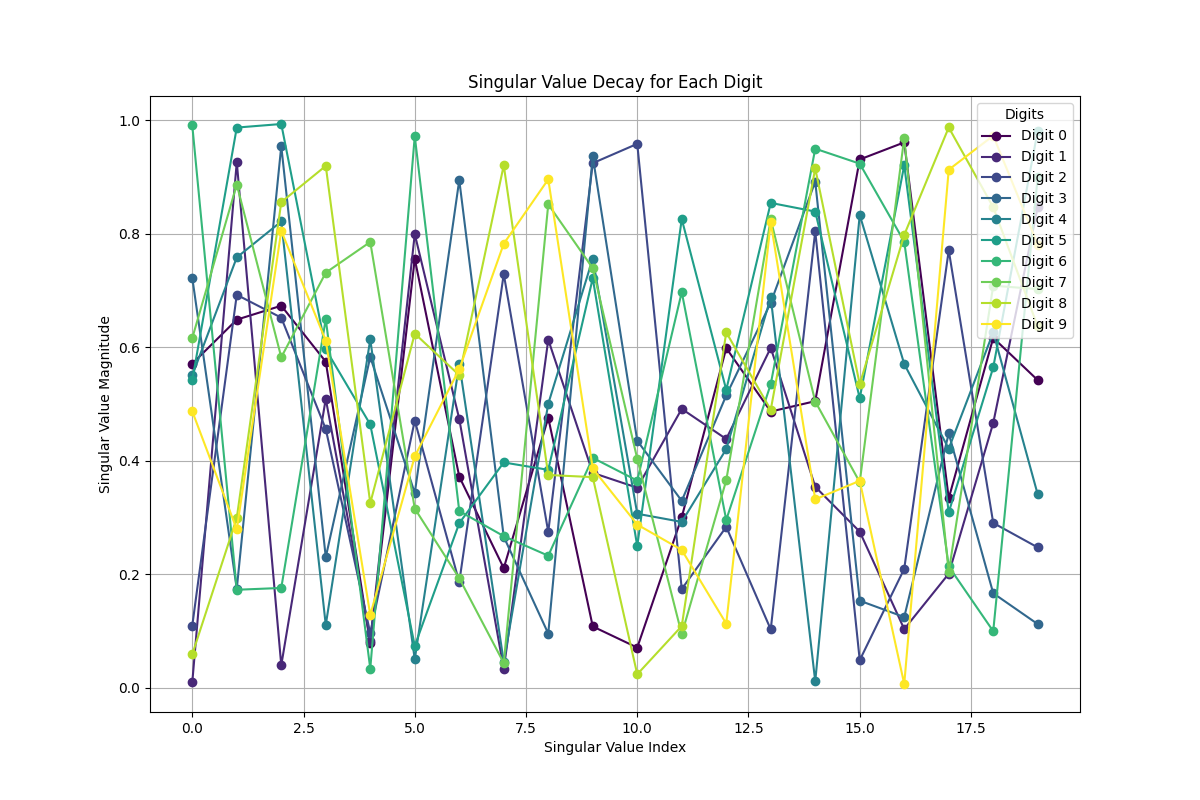 Singular Value Decay for Each Digit
Singular Value Magnitude
1.0
0.8
0.6
0.4
0.2
0.0
0.0
2.5
5.0
7.5
10.0
12.5
15.0
17.5
Singular Value Index
Digits
Digit 0
Digit 1
Digit 2
Digit 3
Digit 4
Digit 5
Digit 6
Digit 7
Digit 8
Digit 9